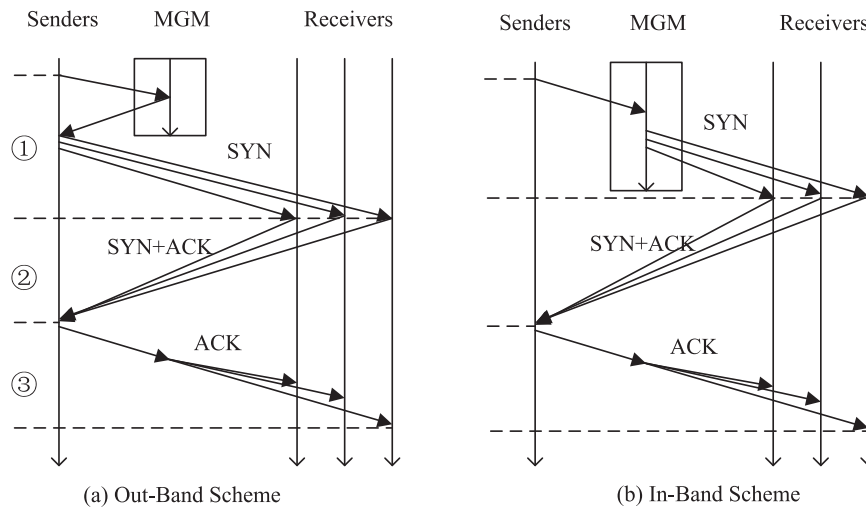 Senders MGM Receivers
Senders MGM Receivers
① SYN
SYN
SYN+ACK
SYN+ACK
②
ACK
ACK
③
(a) Out-Band Scheme
(b) In-Band Scheme